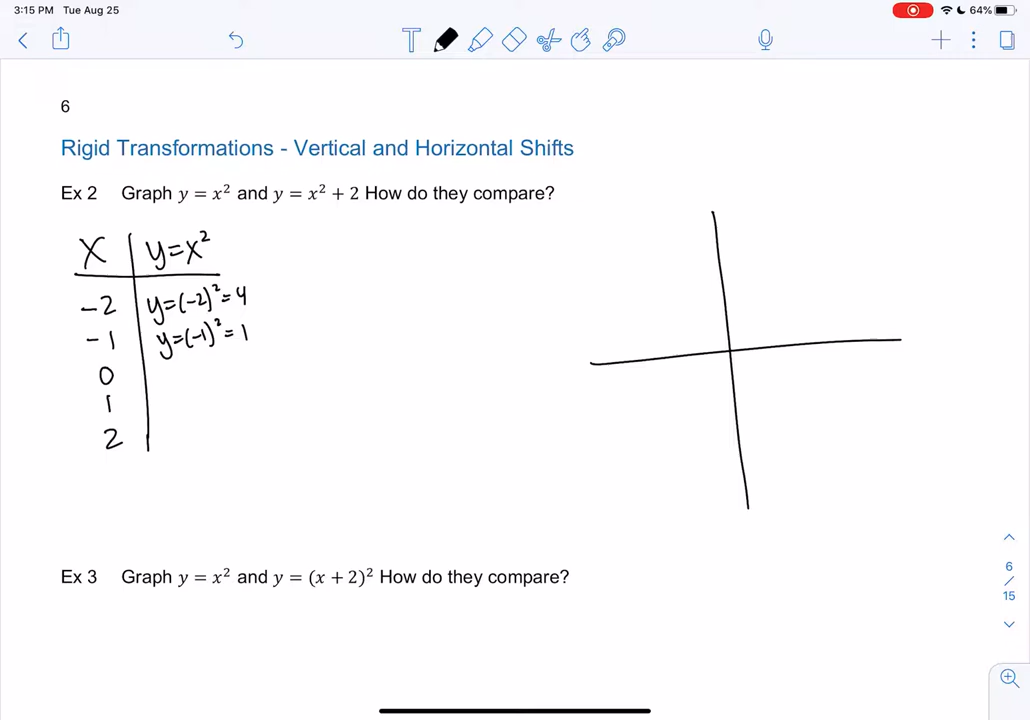 3:15 PM Tue Aug 25
64%
T
6
Rigid Transformations - Vertical and Horizontal Shifts
Ex 2 Graph y = x² and y = x² + 2 How do they compare?
X y=x²
-2 y=(-2)²=4
-1 y=(-1)²=1
0
1
2
Ex 3 Graph y = x² and y = (x + 2)² How do they compare?
6
/
15